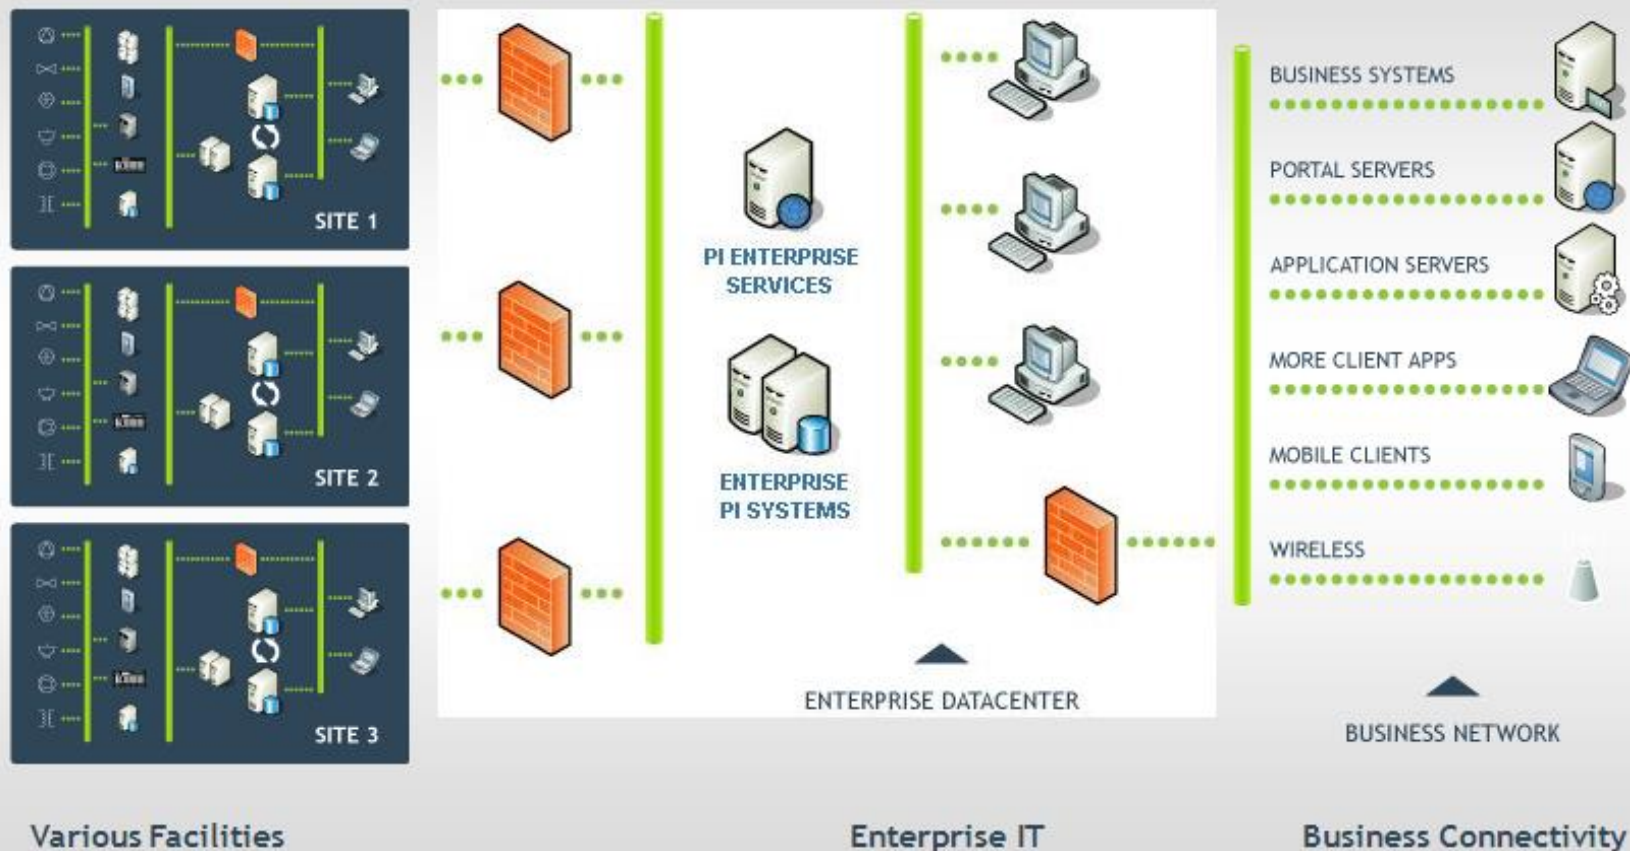 SITE 1
SITE 2
SITE 3
PI ENTERPRISE
SERVICES
ENTERPRISE
PI SYSTEMS
ENTERPRISE DATACENTER
BUSINESS SYSTEMS
PORTAL SERVERS
APPLICATION SERVERS
MORE CLIENT APPS
MOBILE CLIENTS
WIRELESS
BUSINESS NETWORK
Various Facilities
Enterprise IT
Business Connectivity